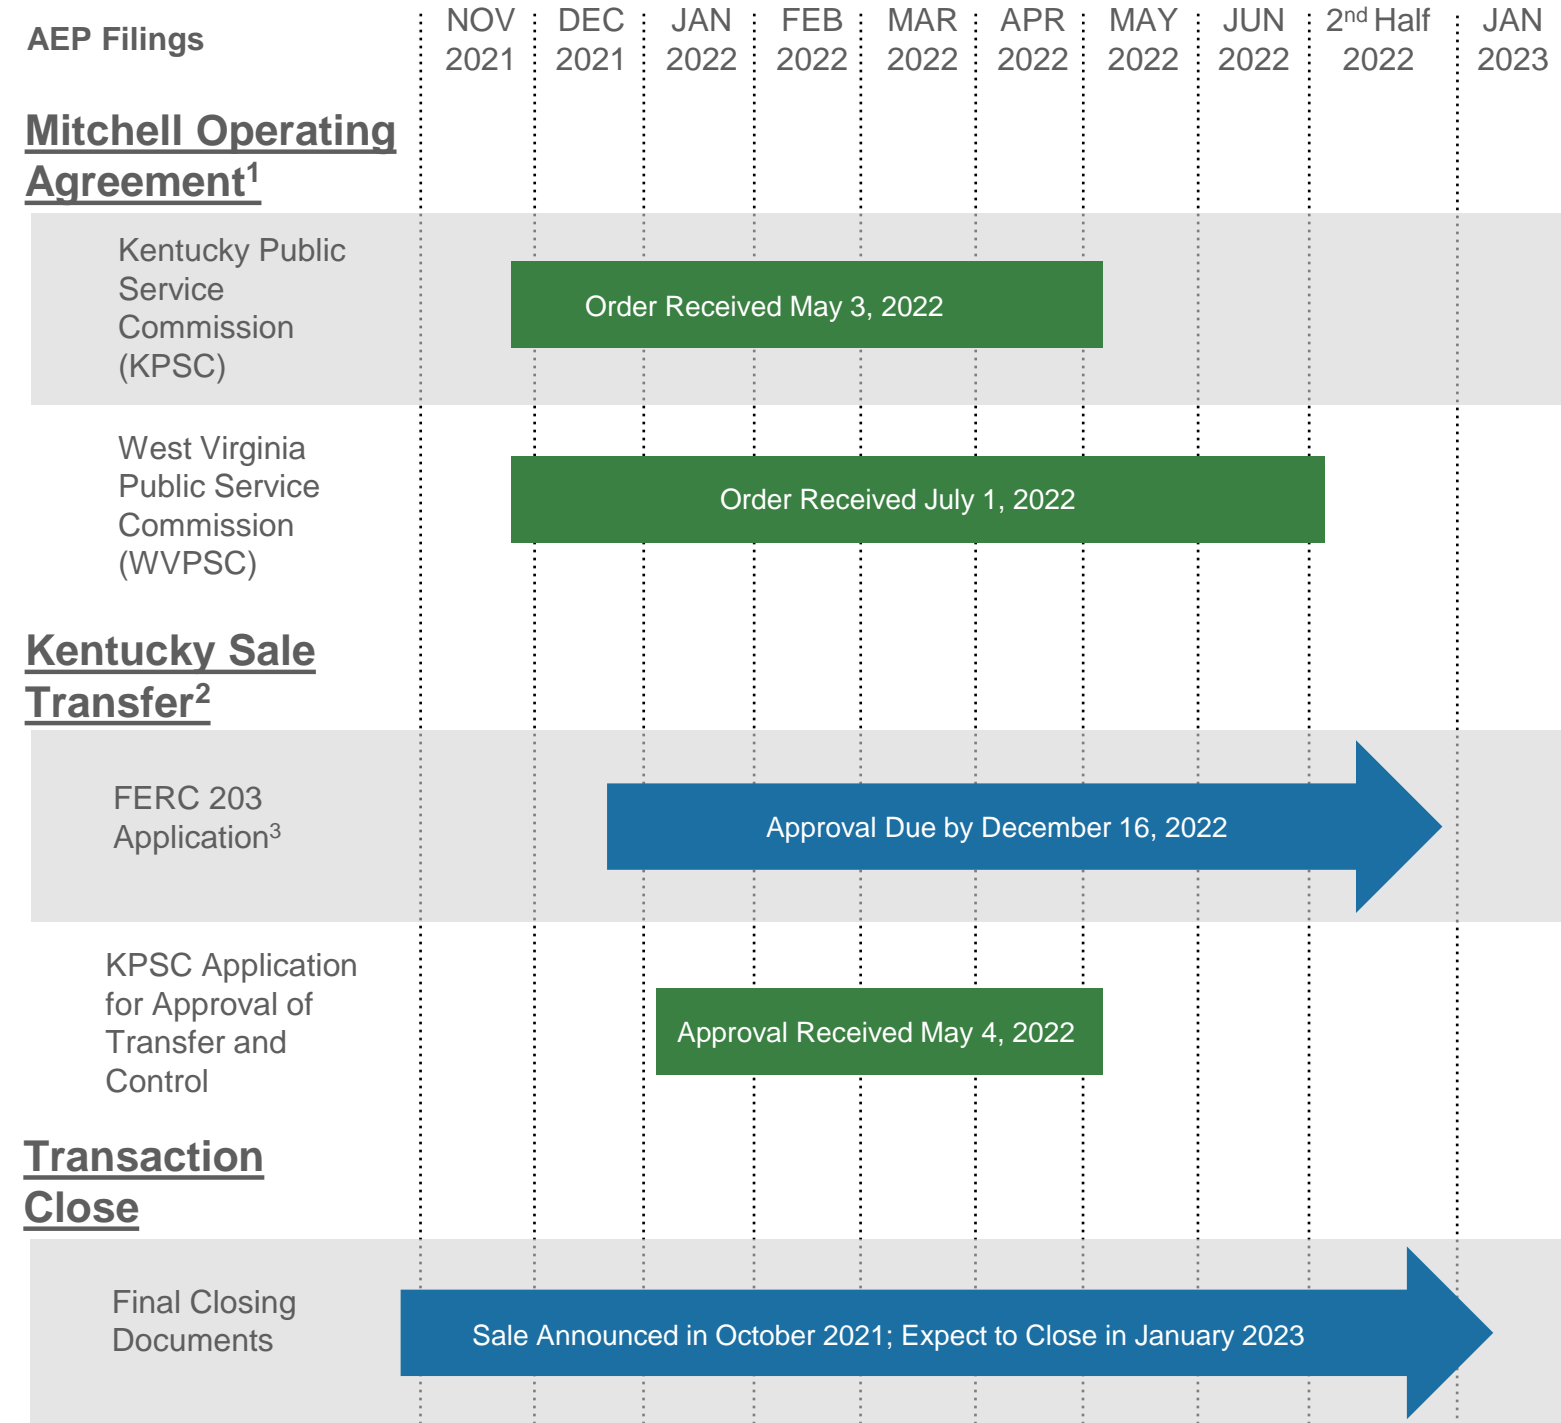 AEP Filings
NOV 2021
DEC 2021
JAN 2022
FEB 2022
MAR 2022
APR 2022
MAY 2022
JUN 2022
2nd Half 2022
JAN 2023
Mitchell Operating
Agreement1
Kentucky Public
Service
Commission
(KPSC)
Order Received May 3, 2022
West Virginia
Public Service
Commission
(WVPSC)
Order Received July 1, 2022
Kentucky Sale
Transfer2
FERC 203
Application3
Approval Due by December 16, 2022
KPSC Application
for Approval of
Transfer and
Control
Approval Received May 4, 2022
Transaction
Close
Final Closing
Documents
Sale Announced in October 2021; Expect to Close in January 2023